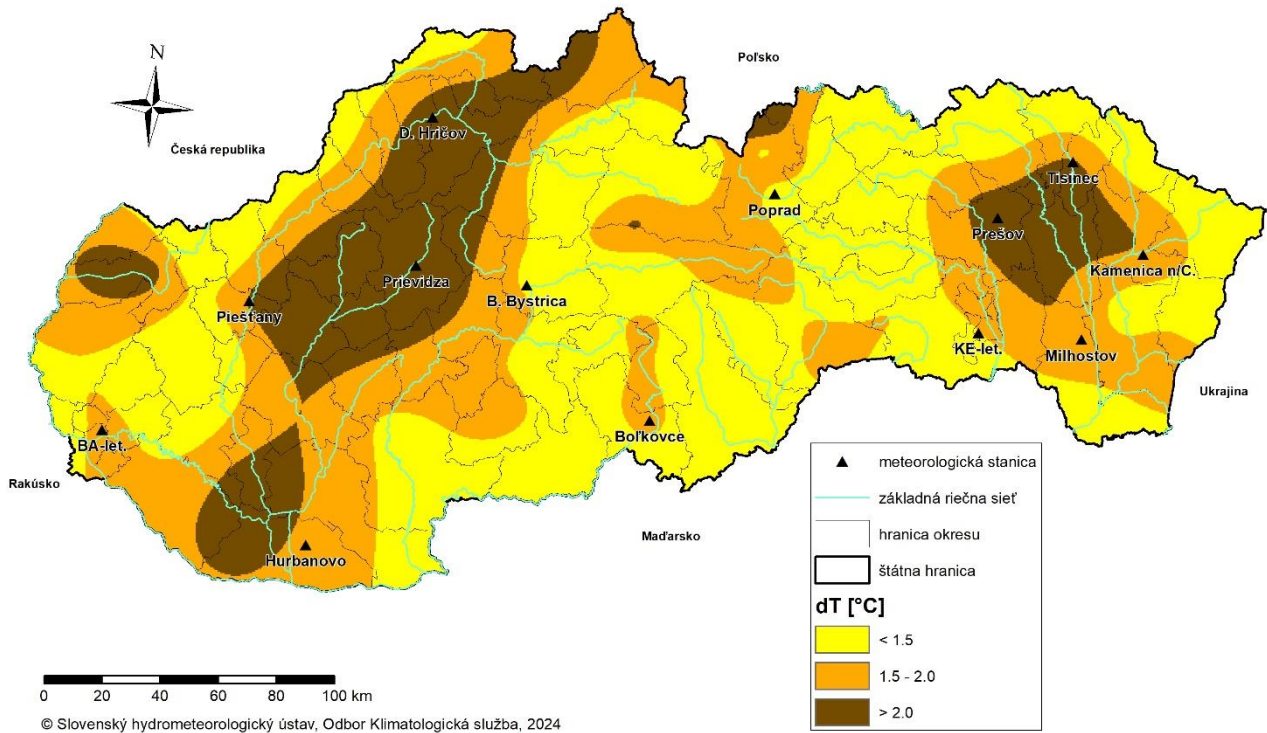 N
Poľsko
Česká republika
D. Hričov
Tisinec
Poprad
Prešov
Prievidza
B. Bystrica
Kamenica n/C.
Piešťany
KE-let.
Milhostov
Ukrajina
BA-let.
Boľkovce
Rakúsko
Maďarsko
Hurbanovo
meteorologická stanica
základná riečna sieť
hranica okresu
štátna hranica
dT [°C]
< 1.5
1.5 - 2.0
> 2.0
0 20 40 60 80 100 km
© Slovenský hydrometeorologický ústav, Odbor Klimatologická služba, 2024